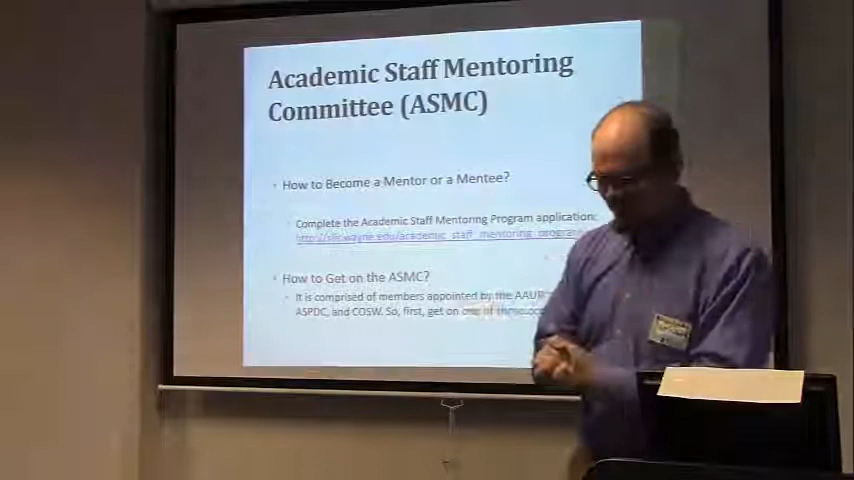 Academic Staff Mentoring
Committee (ASMC)
How to Become a Mentor or a Mentee?
Complete the Academic Staff Mentoring Program application:
How to Get on the ASMC?
It is comprised of members appointed by the AAUP,
ASPDC, and COSW. So, first, get on one of